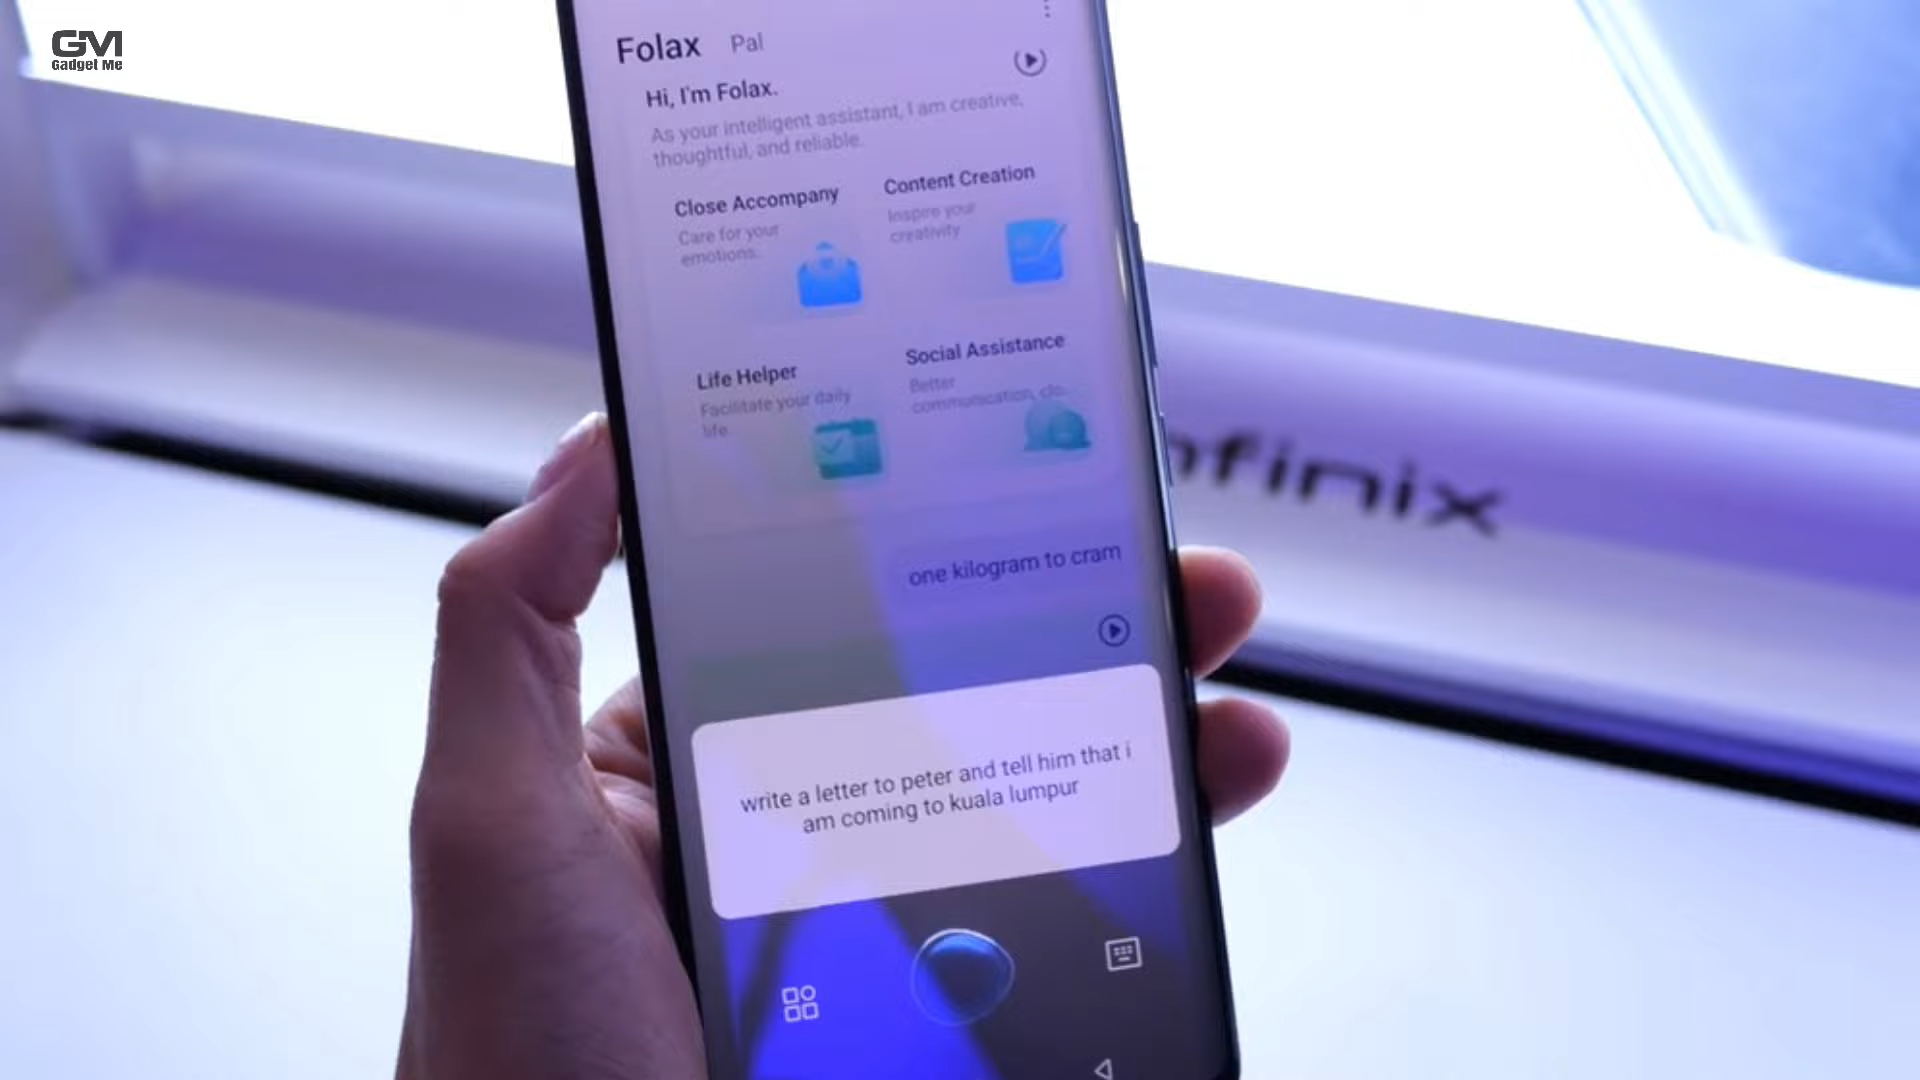 GM
Gadget Me
Folax Pal
Hi, I'm Folax.
As your intelligent assistant, I am creative,
thoughtful, and reliable.
Close Accompany
Care for your
emotions.
Content Creation
Inspire your
creativity
Life Helper
Facilitate your daily
life
Social Assistance
Better
communication, clo...
one kilogram to cram
write a letter to peter and tell him that i
am coming to kuala lumpur
nfinix